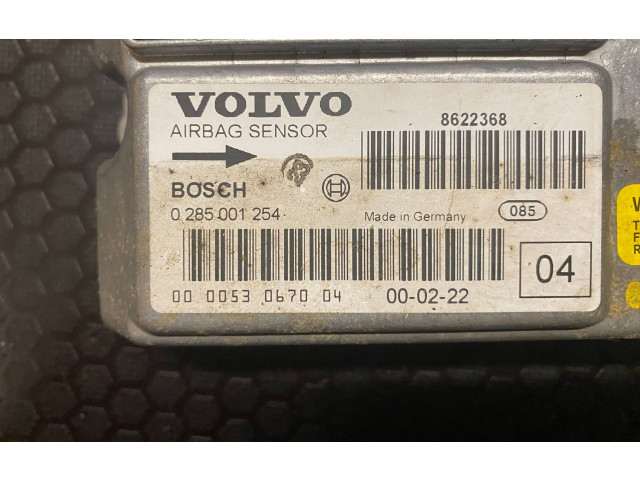 VOLVO
AIRBAG SENSOR
8622368
BOSCH
0 285 001 254
Made in Germany
085
00 0053 0670 04
00-02-22
04
W
T
F
R